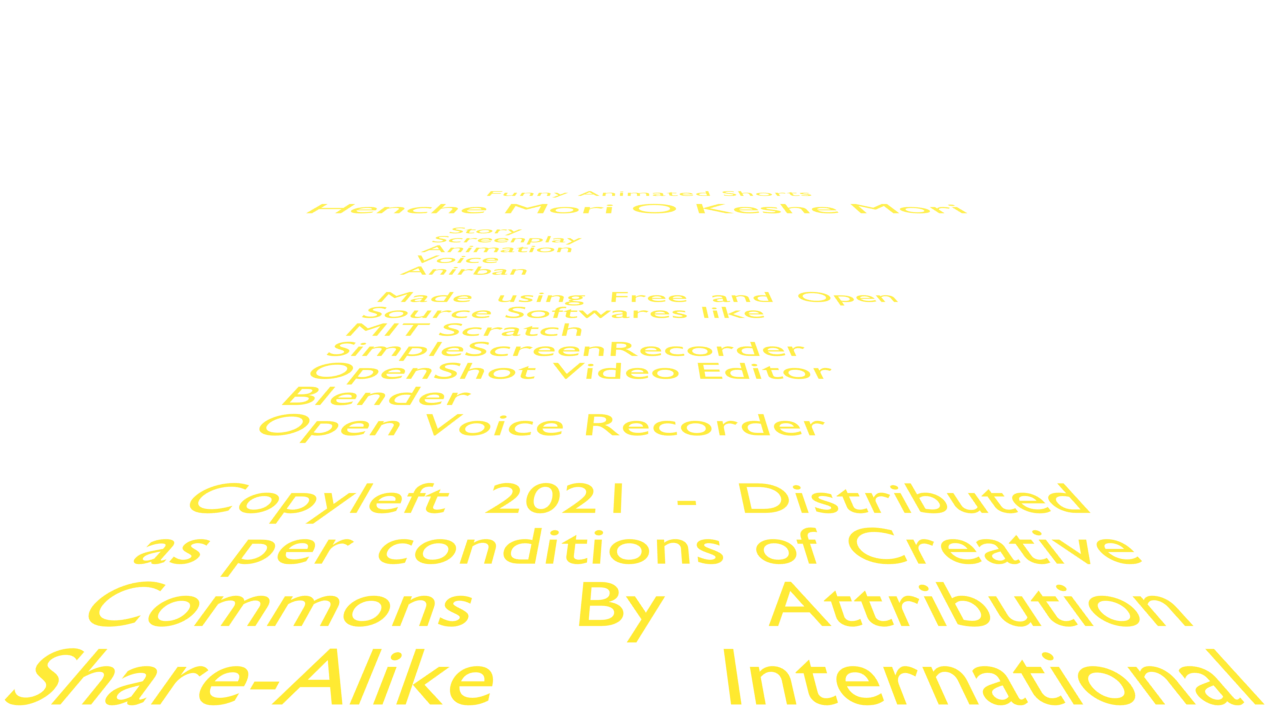 Funny Animated Shorts
Henche Mori O Keshe Mori
Story
Screenplay
Animation
Voice
Anirban
Made using Free and Open
Source Softwares like
MIT Scratch
SimpleScreenRecorder
OpenShot Video Editor
Blender
Open Voice Recorder
Copyleft 2021 - Distributed
as per conditions of Creative
Commons By Attribution
Share-Alike International